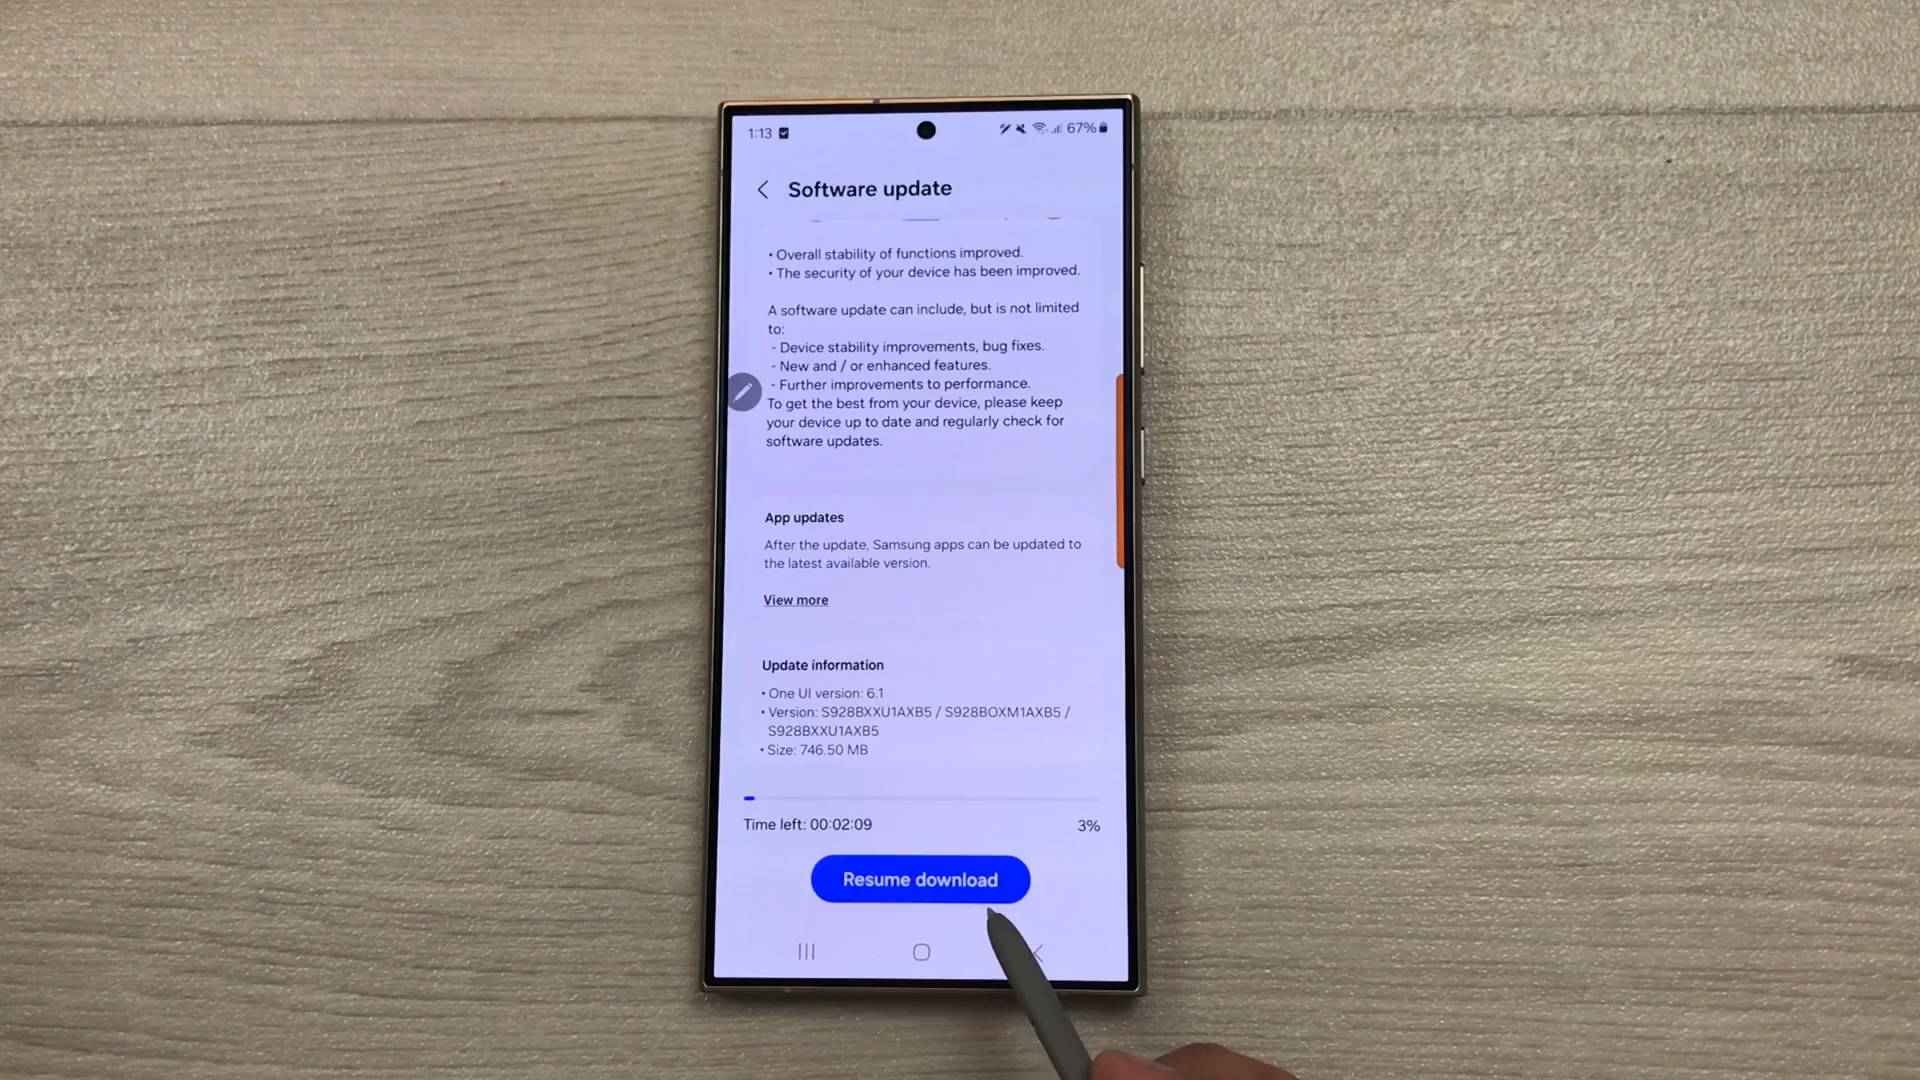 1:13
67%
Software update
• Overall stability of functions improved.
• The security of your device has been improved.
A software update can include, but is not limited
to:
- Device stability improvements, bug fixes.
- New and / or enhanced features.
- Further improvements to performance.
To get the best from your device, please keep
your device up to date and regularly check for
software updates.
App updates
After the update, Samsung apps can be updated to
the latest available version.
View more
Update information
• One UI version: 6.1
• Version: S928BXXU1AXB5 / S928BOXM1AXB5 /
S928BXXU1AXB5
• Size: 746.50 MB
Time left: 00:02:09
3%
Resume download